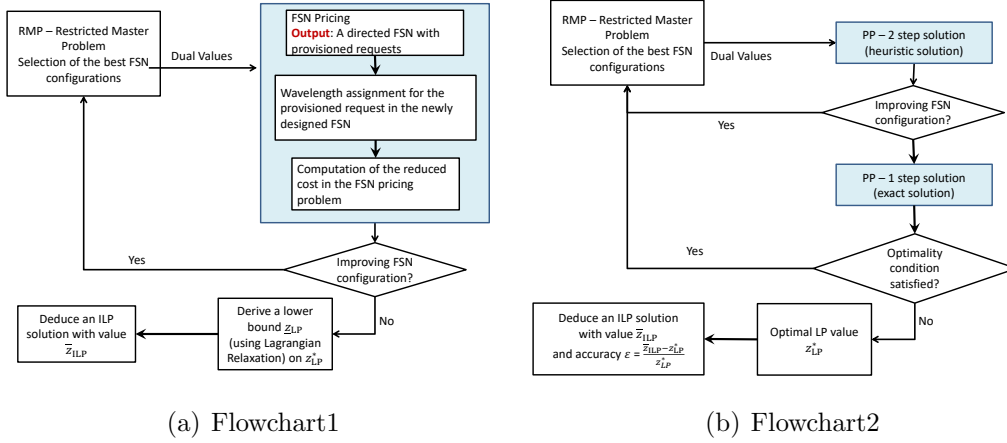 RMP – Restricted Master
Problem
Selection of the best FSN
configurations
Dual Values
FSN Pricing
Output: A directed FSN with
provisioned requests
Wavelength assignment for the
provisioned request in the newly
designed FSN
Computation of the reduced
cost in the FSN pricing
problem
Improving FSN
configuration?
Yes
No
Derive a lower
bound z̲LP
(using Lagrangian
Relaxation) on z*LP
Deduce an ILP
solution with value
z̅ILP
(a) Flowchart1
RMP – Restricted Master
Problem
Selection of the best FSN
configurations
Dual Values
PP – 2 step solution
(heuristic solution)
Improving FSN
configuration?
Yes
PP – 1 step solution
(exact solution)
Optimality
condition
satisfied?
Yes
No
Optimal LP value
z*LP
Deduce an ILP solution
with value z̅ILP
and accuracy ε = (z̅ILP−z*LP)/z*LP
(b) Flowchart2